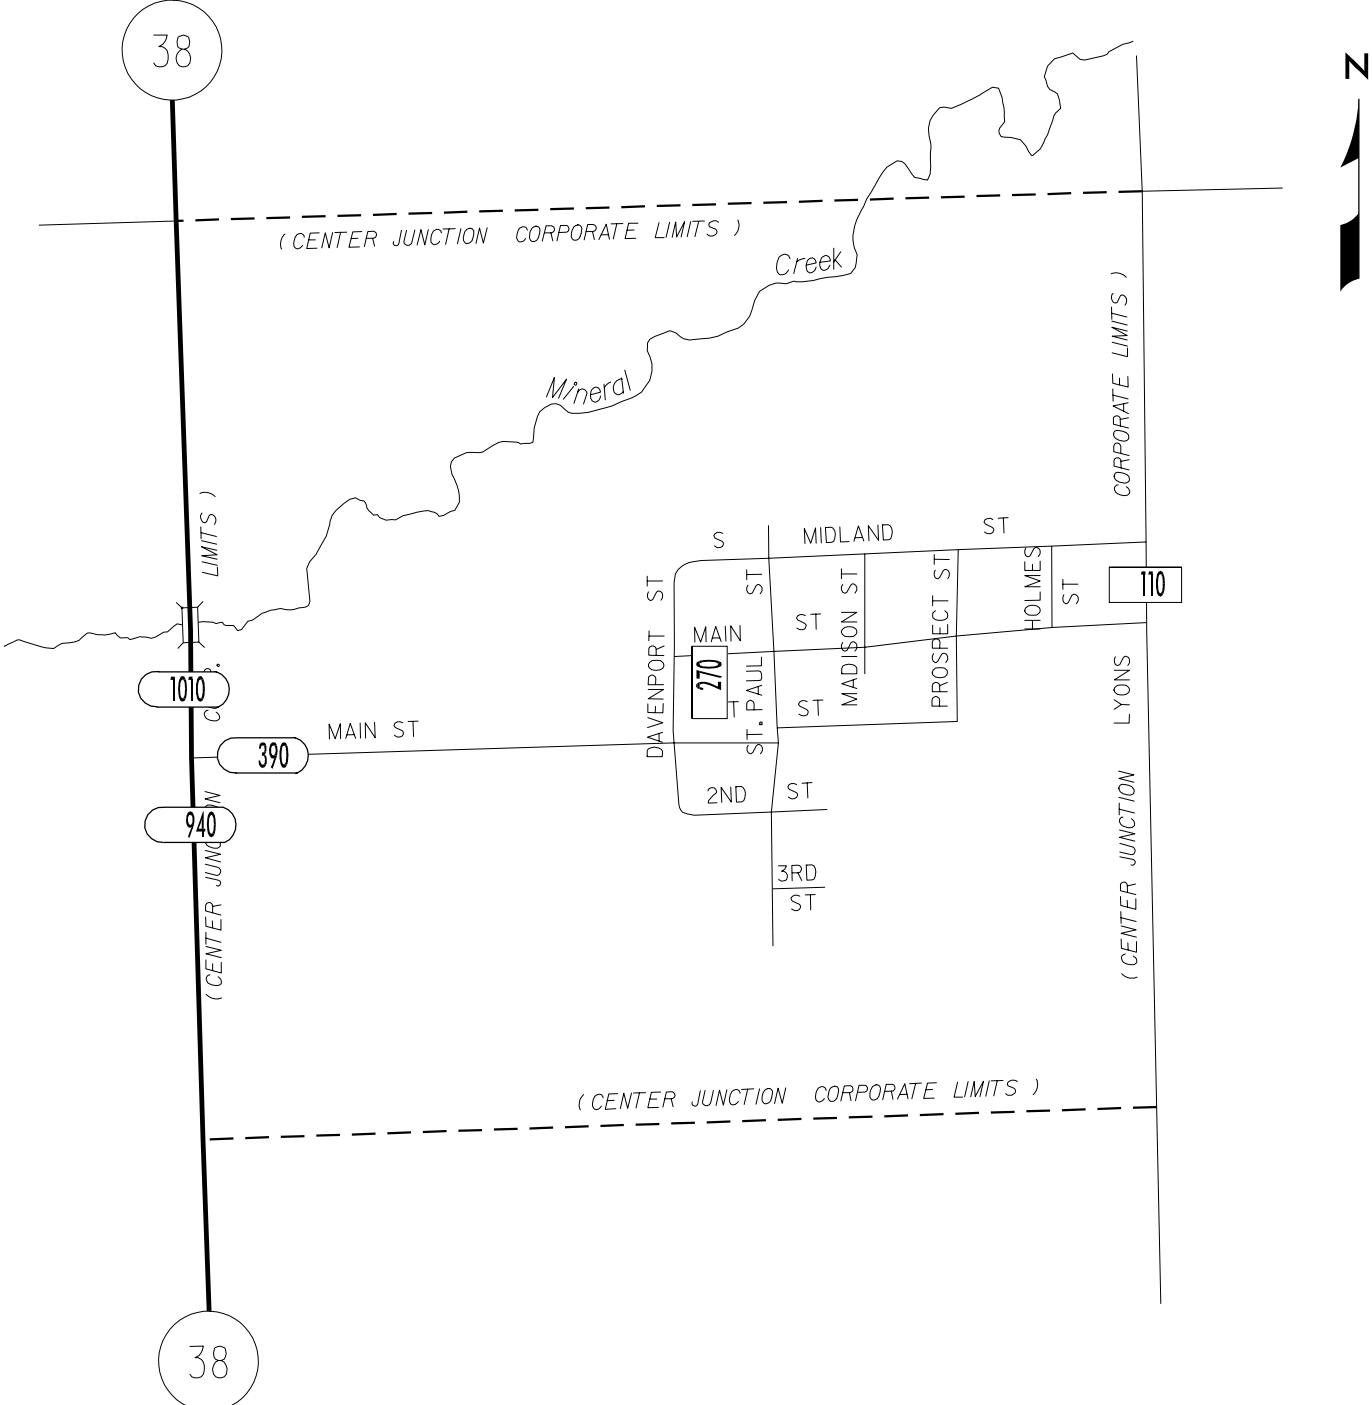 38
N
( CENTER JUNCTION CORPORATE LIMITS )
Creek
Mineral
CORPORATE LIMITS )
LIMITS )
S MIDLAND ST
DAVENPORT ST
ST. PAUL ST
MADISON ST
PROSPECT ST
HOLMES
ST
110
MAIN ST
270
ST
1010
LYONS
MAIN ST
390
940
2ND ST
3RD
ST
( CENTER JUNCTION
( CENTER JUNCTION
( CENTER JUNCTION CORPORATE LIMITS )
38